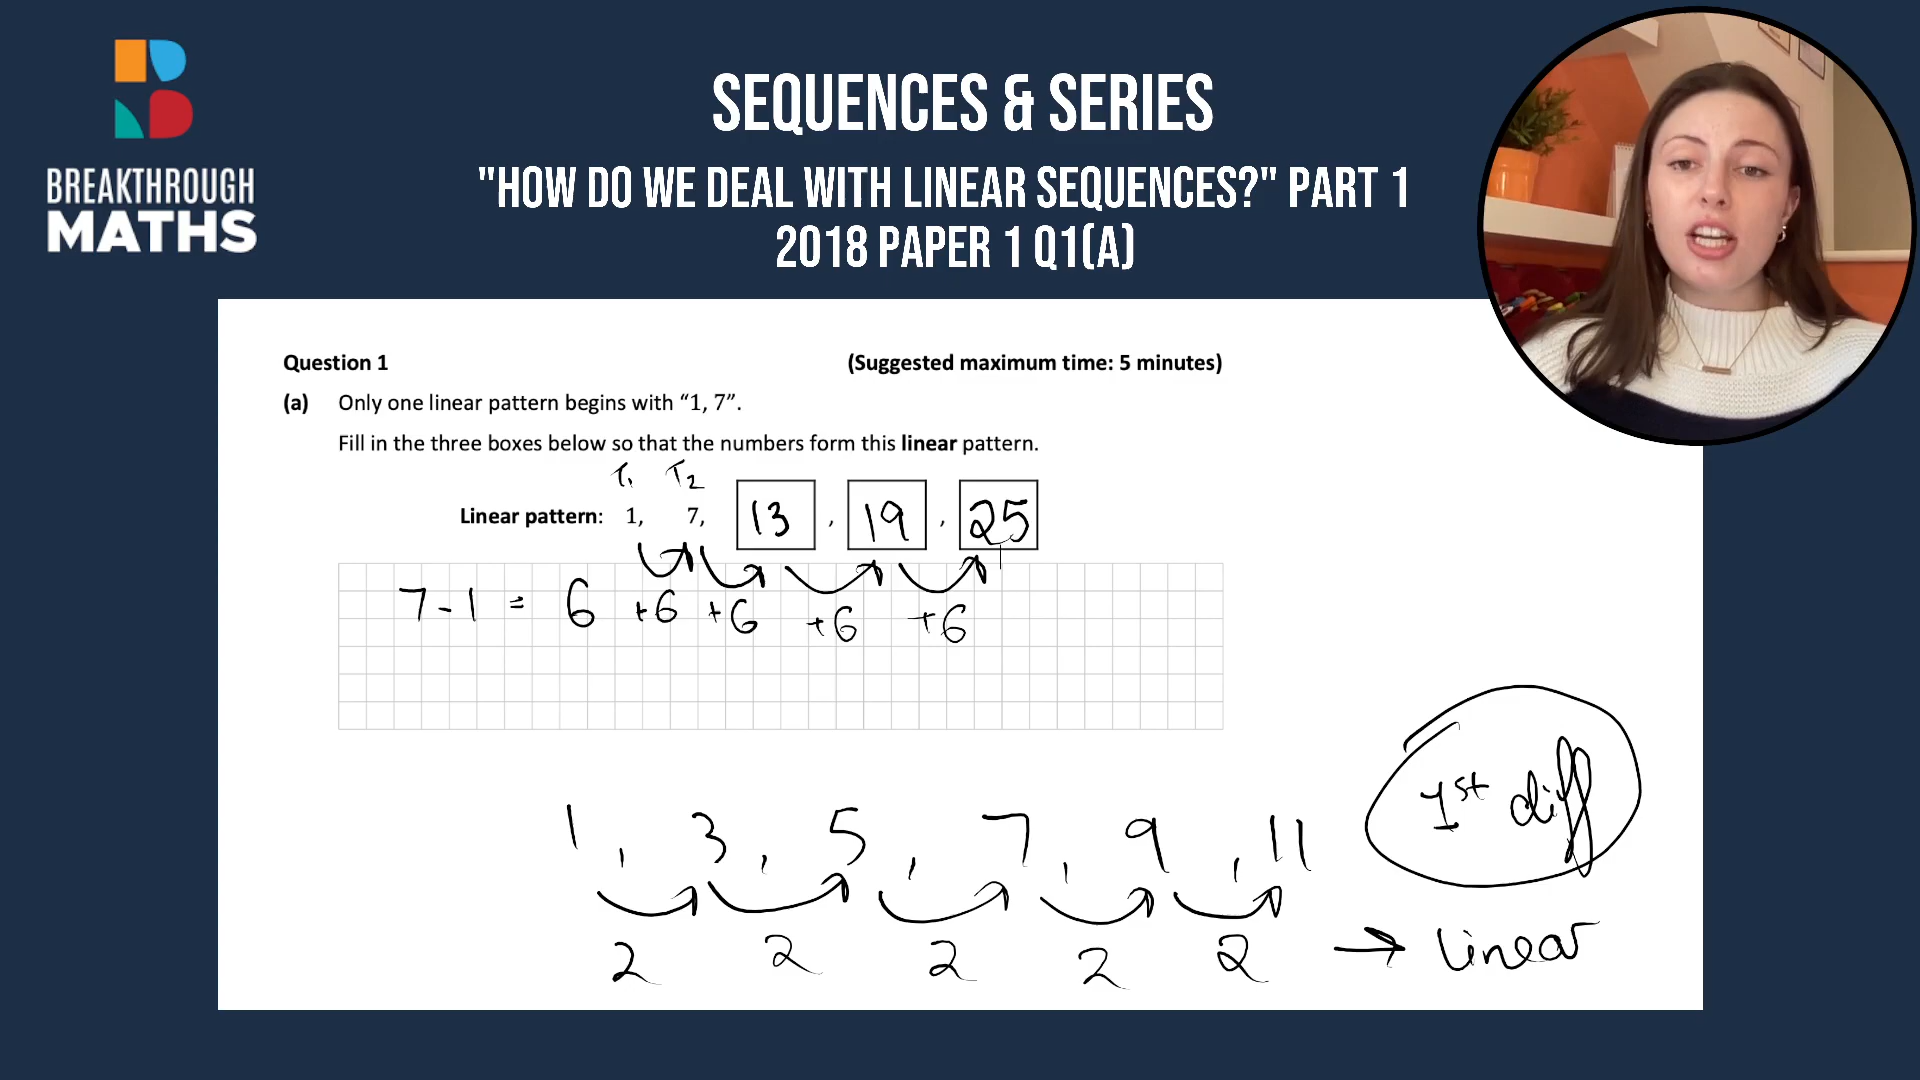 BREAKTHROUGH
MATHS
SEQUENCES & SERIES
"HOW DO WE DEAL WITH LINEAR SEQUENCES?" PART 1
2018 PAPER 1 Q1(A)
Question 1 (Suggested maximum time: 5 minutes)
(a) Only one linear pattern begins with “1, 7”.
Fill in the three boxes below so that the numbers form this linear pattern.
T1 T2
Linear pattern: 1, 7, 13 , 19 , 25
7 - 1 = 6 +6 +6 +6 +6
1st diff
1 , 3 , 5 , 7 , 9 , 11
2 2 2 2 2 → linear